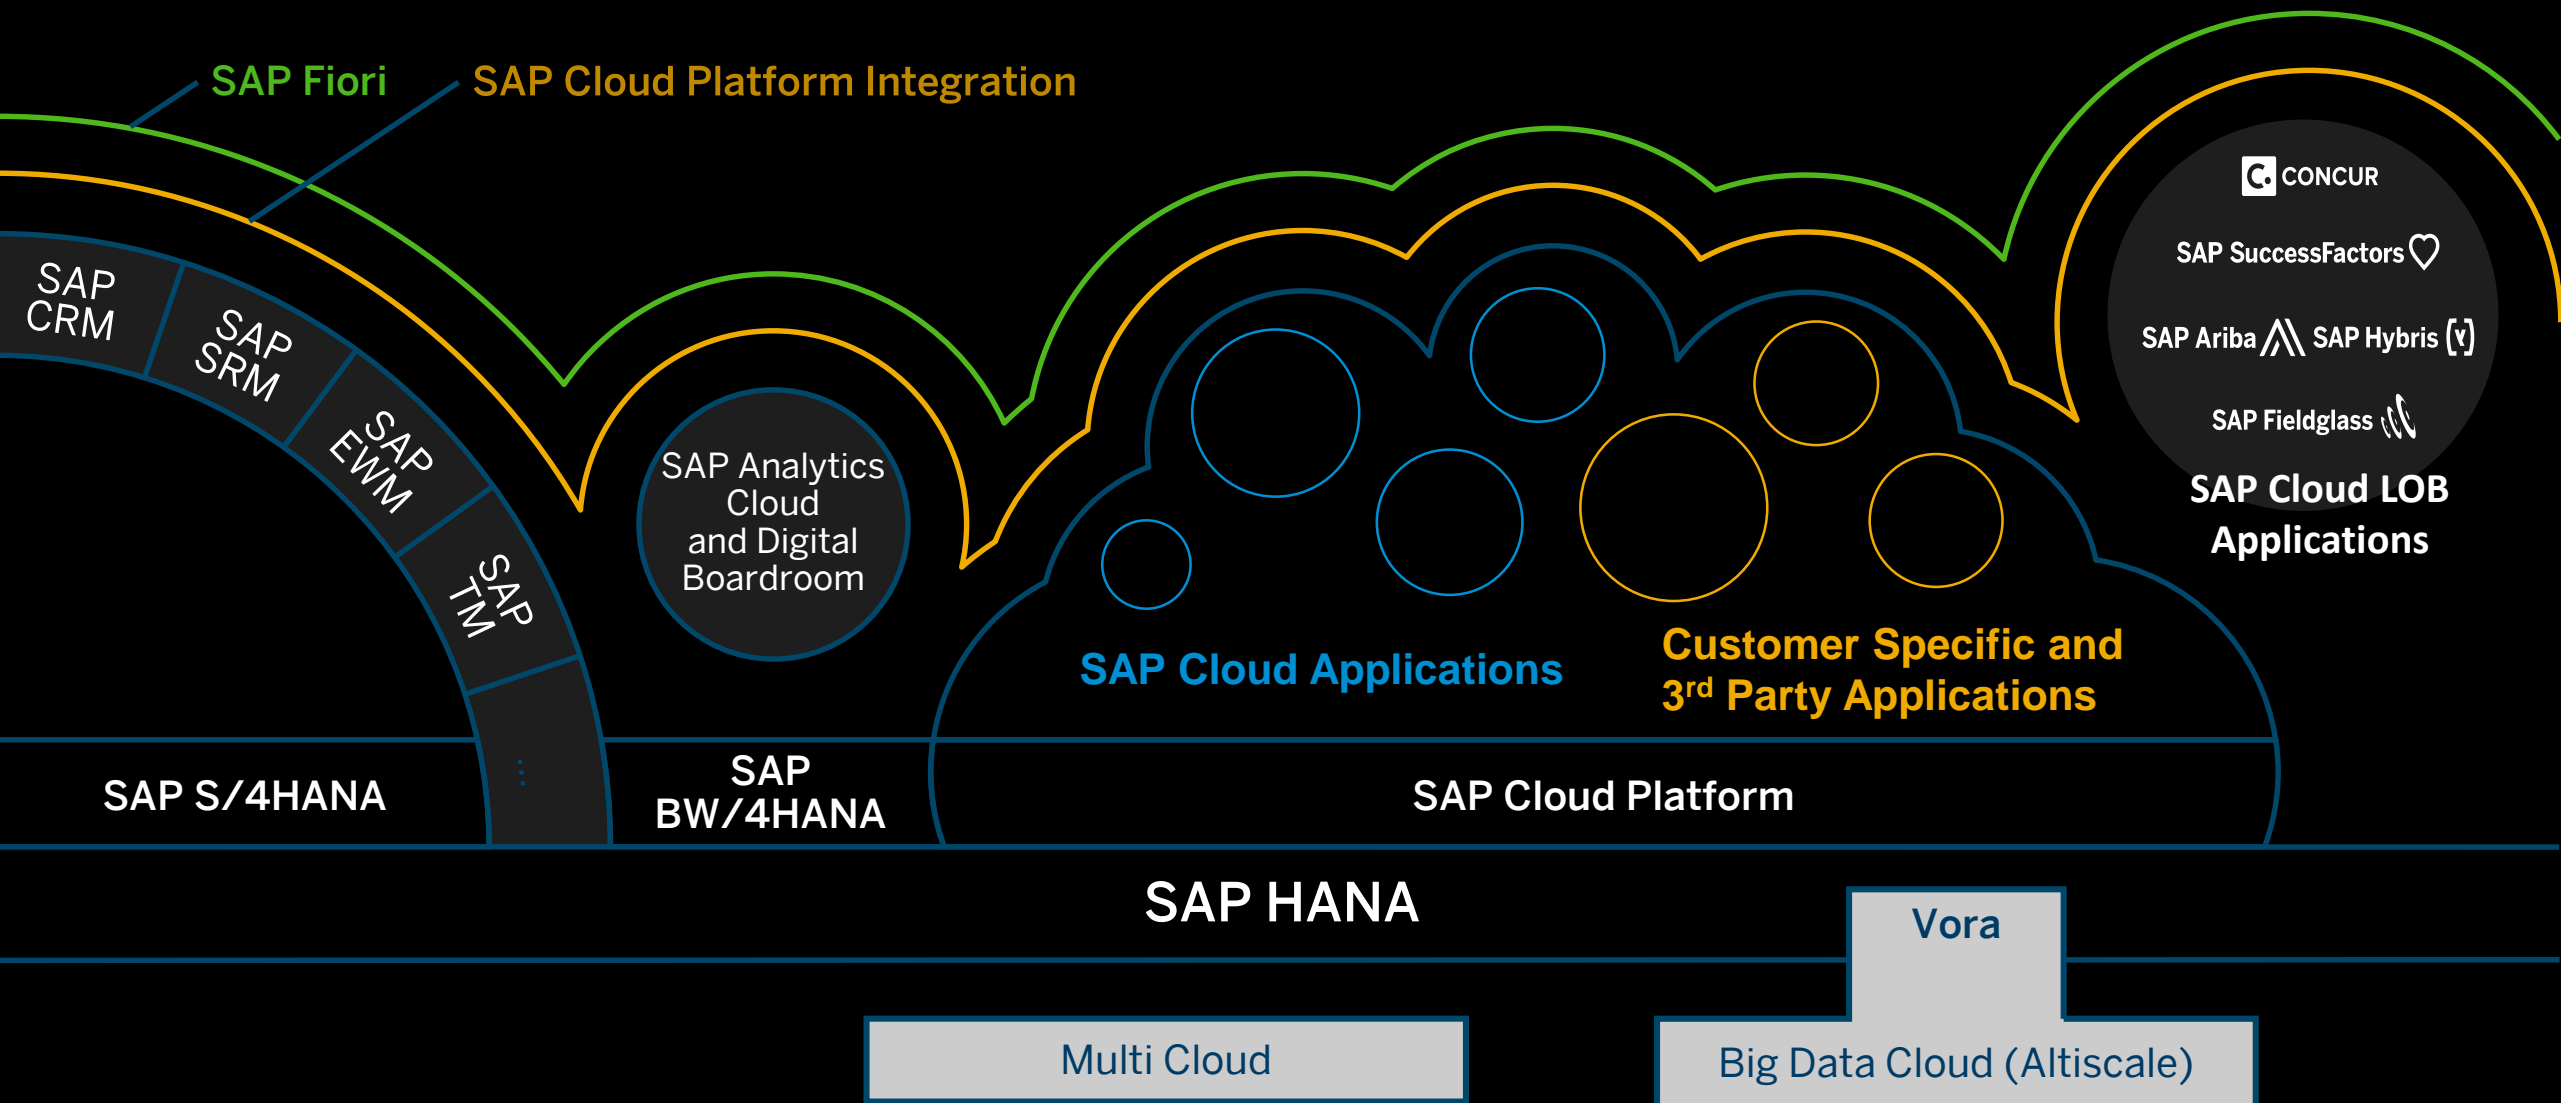 SAP Fiori
SAP Cloud Platform Integration
C. CONCUR
SAP SuccessFactors
SAP Ariba
SAP Hybris
SAP Fieldglass
SAP Cloud LOB
Applications
SAP
CRM
SAP
SRM
SAP
EWM
SAP
TM
...
SAP Analytics
Cloud
and Digital
Boardroom
SAP Cloud Applications
Customer Specific and
3rd Party Applications
SAP S/4HANA
SAP
BW/4HANA
SAP Cloud Platform
SAP HANA
Vora
Multi Cloud
Big Data Cloud (Altiscale)